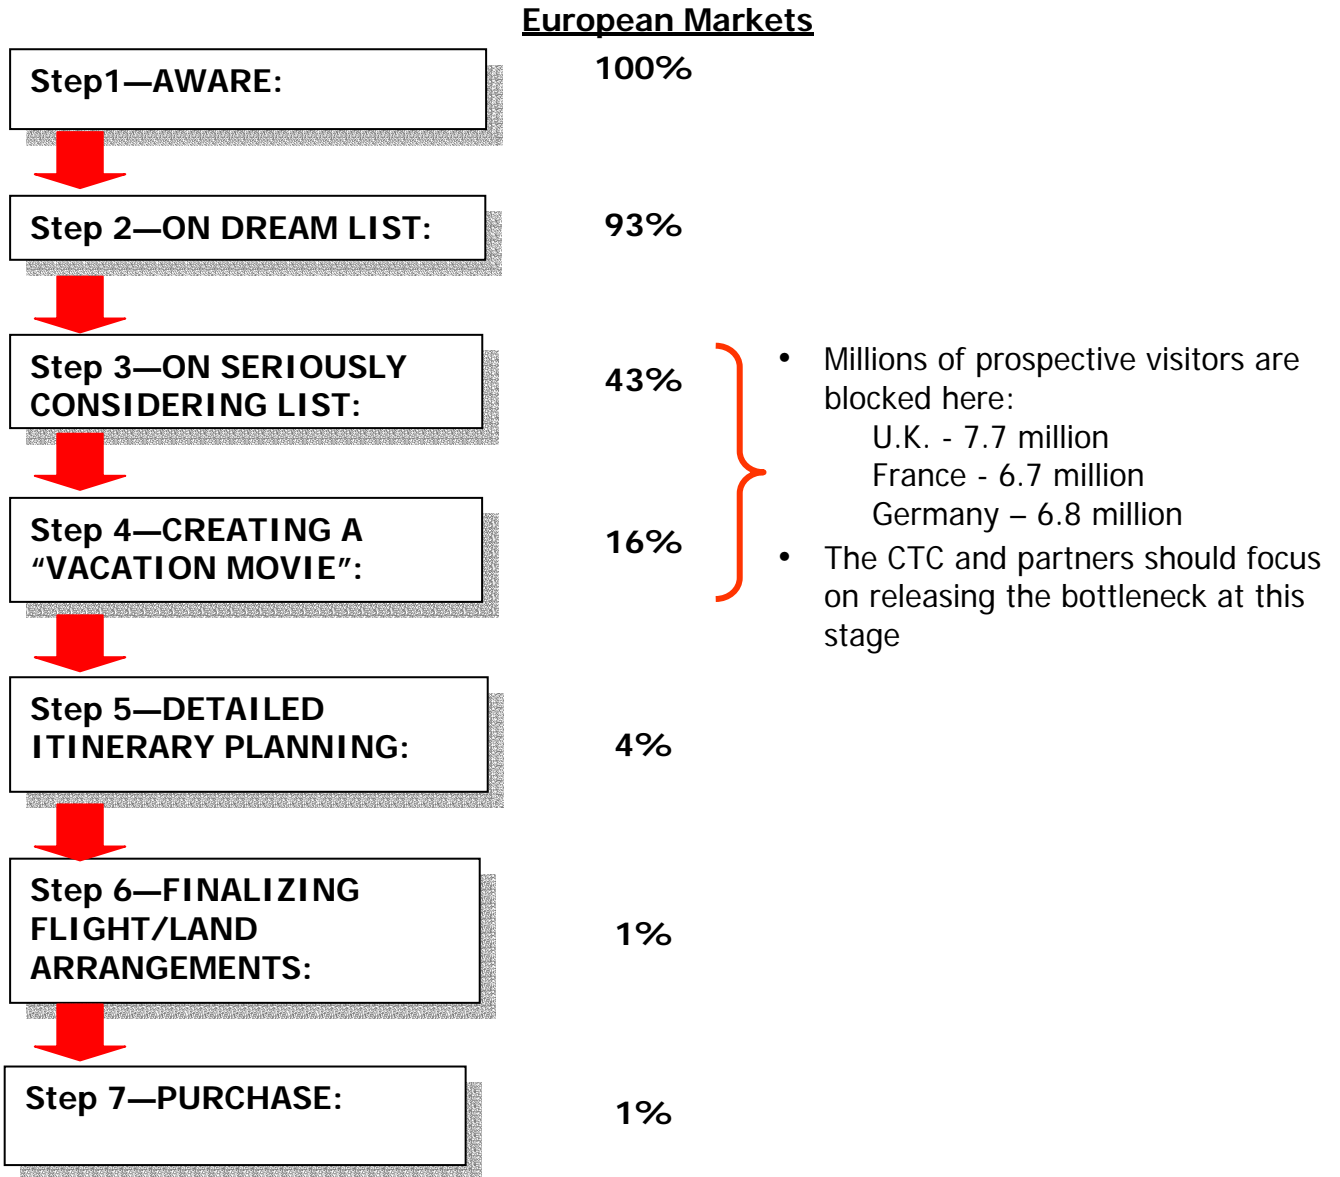 European Markets
Step1—AWARE:
100%
Step 2—ON DREAM LIST:
93%
Step 3—ON SERIOUSLY
CONSIDERING LIST:
43%
• Millions of prospective visitors are
blocked here:
U.K. - 7.7 million
France - 6.7 million
Germany – 6.8 million
• The CTC and partners should focus
on releasing the bottleneck at this
stage
Step 4—CREATING A
“VACATION MOVIE”:
16%
Step 5—DETAILED
ITINERARY PLANNING:
4%
Step 6—FINALIZING
FLIGHT/LAND
ARRANGEMENTS:
1%
Step 7—PURCHASE:
1%